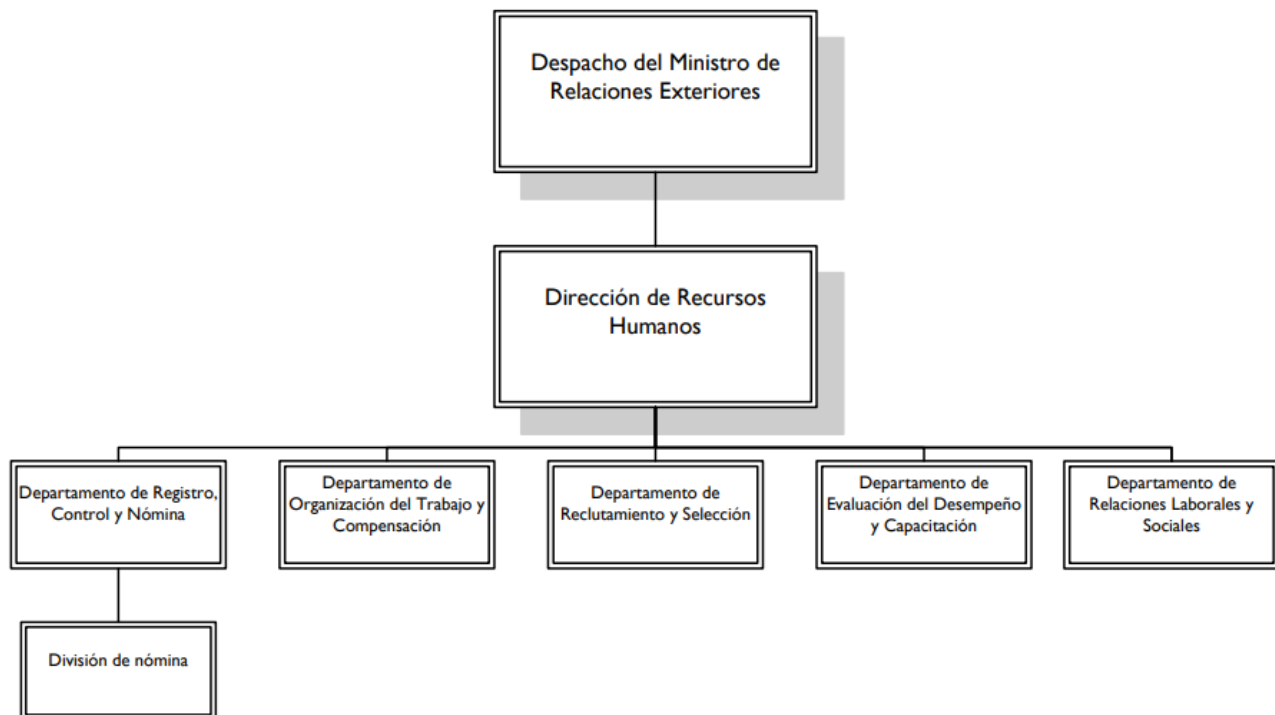 Despacho del Ministro de
Relaciones Exteriores
Dirección de Recursos
Humanos
Departamento de Registro,
Control y Nómina
Departamento de
Organización del Trabajo y
Compensación
Departamento de
Reclutamiento y Selección
Departamento de
Evaluación del Desempeño
y Capacitación
Departamento de
Relaciones Laborales y
Sociales
División de nómina